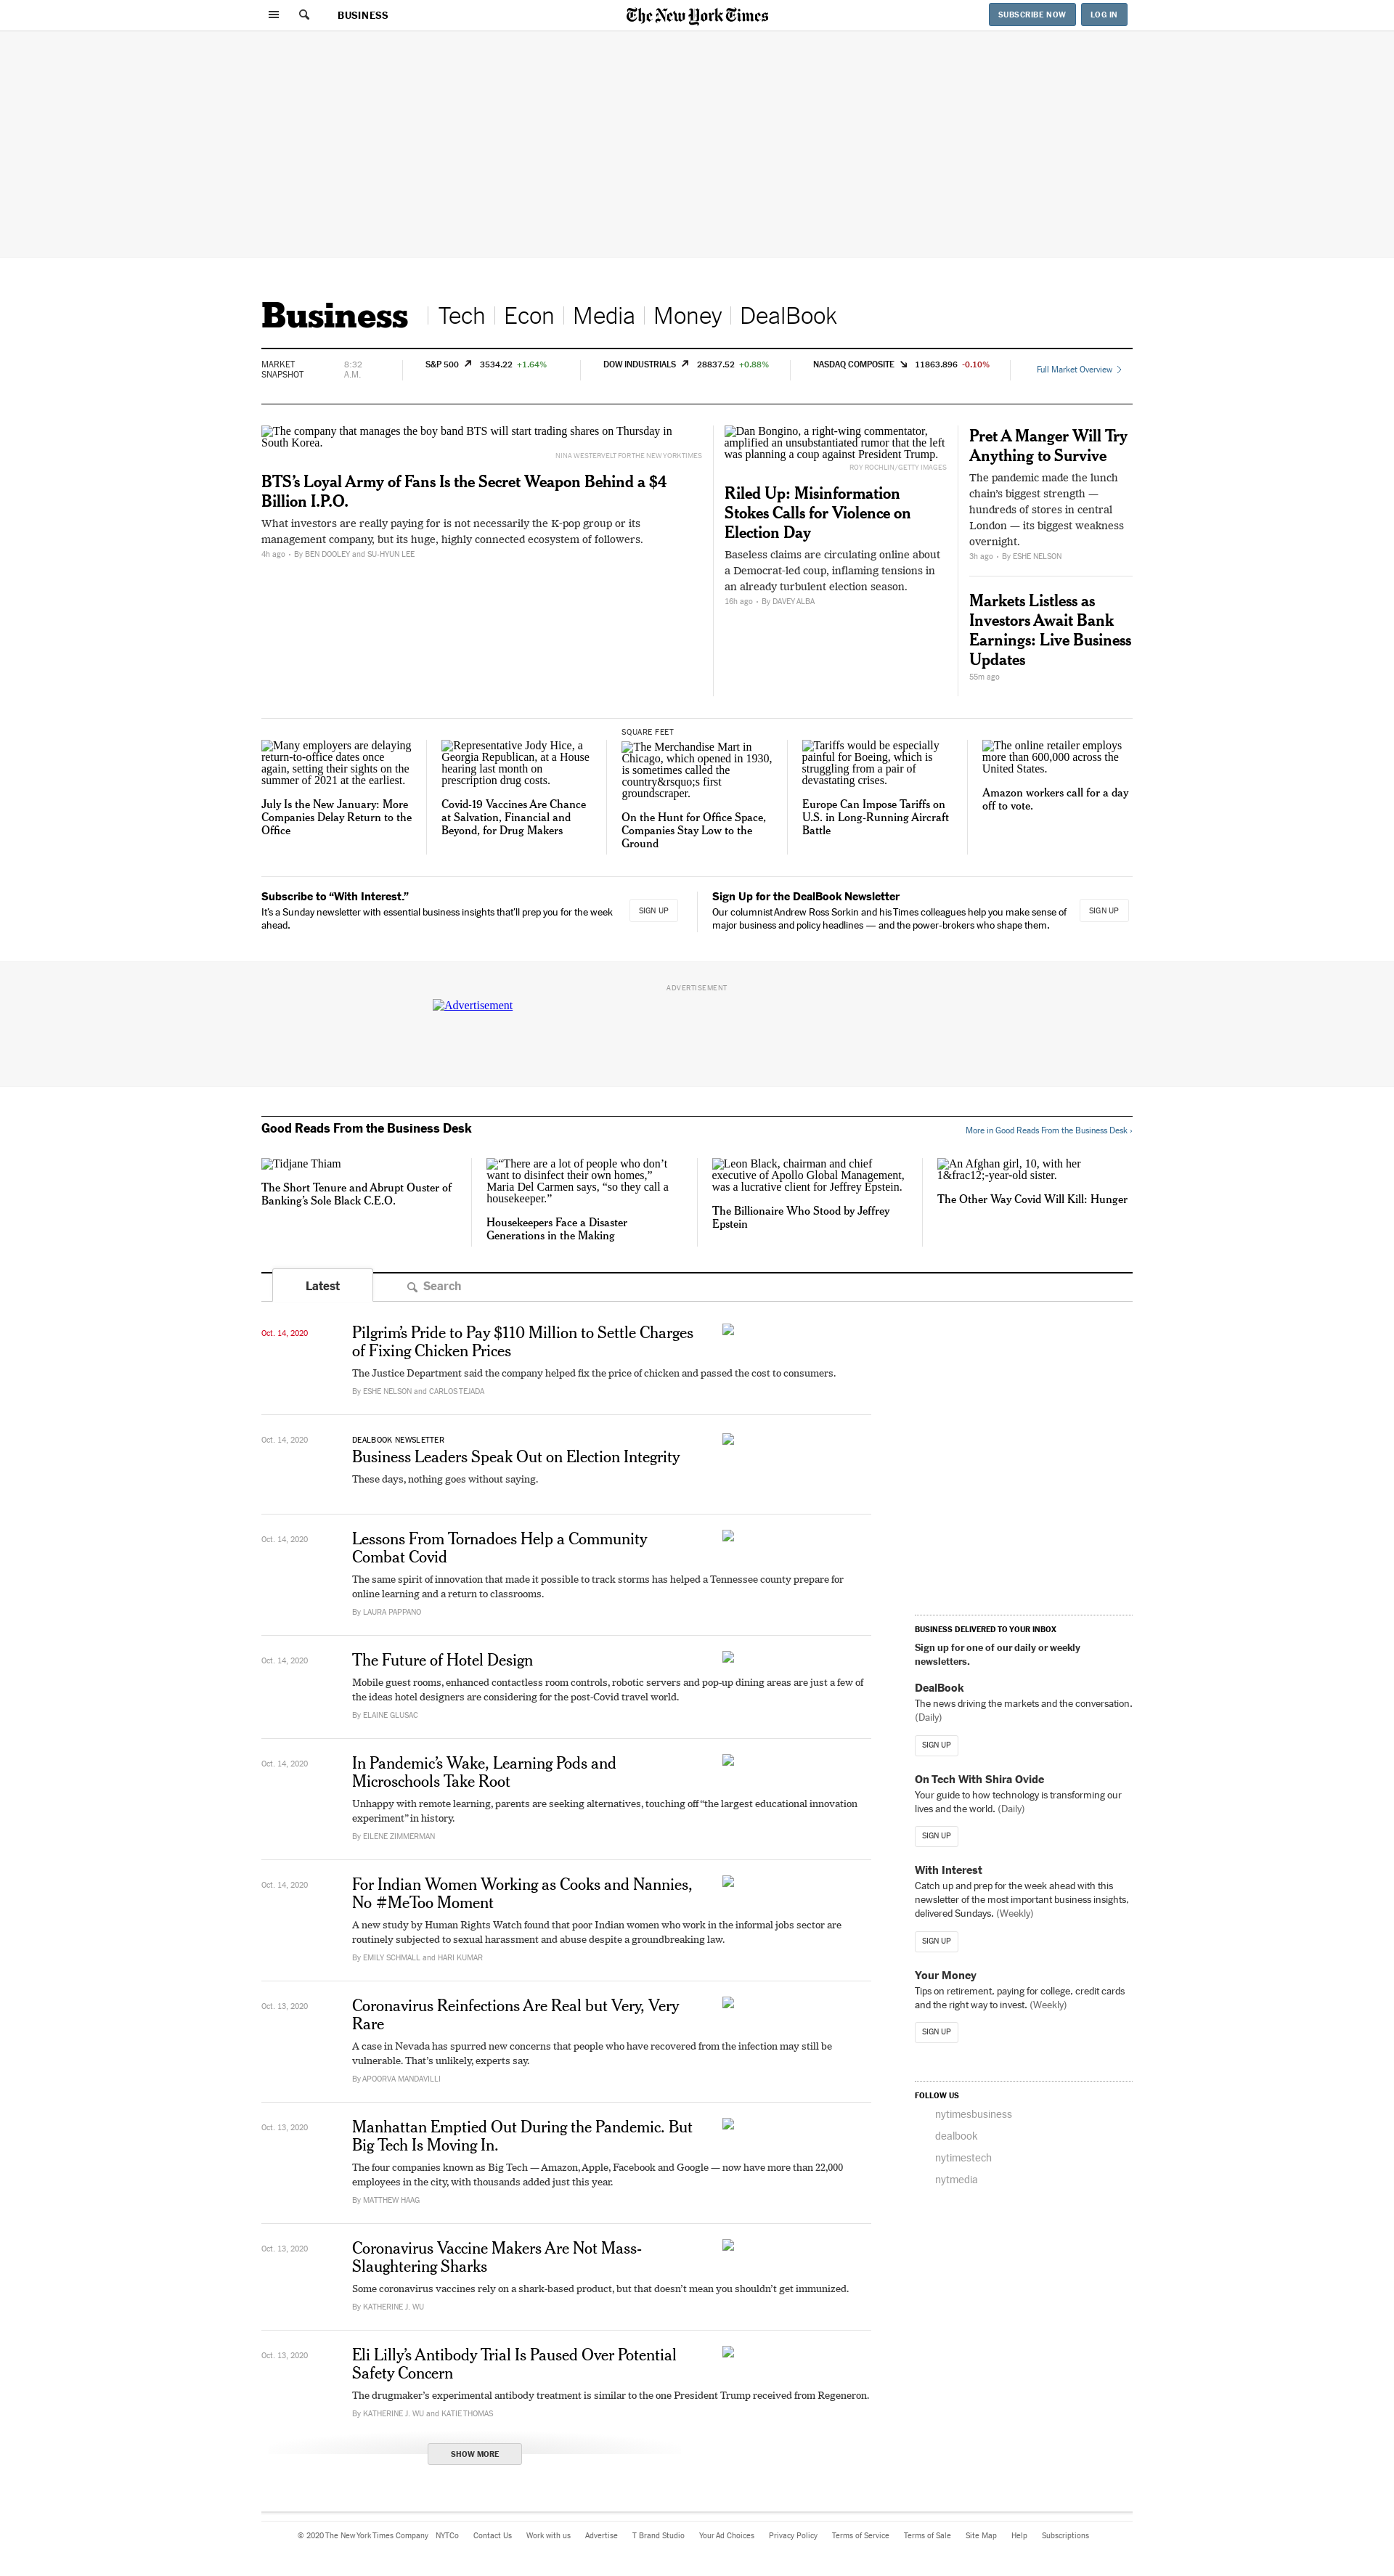 BUSINESS
The New York Times
SUBSCRIBE NOW
LOG IN
Business
Tech
Econ
Media
Money
DealBook
MARKET
SNAPSHOT
8:32
A.M.
S&P 500 3534.22 +1.64%
DOW INDUSTRIALS 28837.52 +0.88%
NASDAQ COMPOSITE 11863.896 -0.10%
Full Market Overview
The company that manages the boy band BTS will start trading shares on Thursday in
South Korea.
NINA WESTERVELT FOR THE NEW YORK TIMES
BTS’s Loyal Army of Fans Is the Secret Weapon Behind a $4
Billion I.P.O.
What investors are really paying for is not necessarily the K-pop group or its
management company, but its huge, highly connected ecosystem of followers.
4h ago • By BEN DOOLEY and SU-HYUN LEE
Dan Bongino, a right-wing commentator,
amplified an unsubstantiated rumor that the left
was planning a coup against President Trump.
ROY ROCHLIN/GETTY IMAGES
Riled Up: Misinformation
Stokes Calls for Violence on
Election Day
Baseless claims are circulating online about
a Democrat-led coup, inflaming tensions in
an already turbulent election season.
16h ago • By DAVEY ALBA
Pret A Manger Will Try
Anything to Survive
The pandemic made the lunch
chain’s biggest strength —
hundreds of stores in central
London — its biggest weakness
overnight.
3h ago • By ESHE NELSON
Markets Listless as
Investors Await Bank
Earnings: Live Business
Updates
55m ago
Many employers are delaying
return-to-office dates once
again, setting their sights on the
summer of 2021 at the earliest.
July Is the New January: More
Companies Delay Return to the
Office
Representative Jody Hice, a
Georgia Republican, at a House
hearing last month on
prescription drug costs.
Covid-19 Vaccines Are Chance
at Salvation, Financial and
Beyond, for Drug Makers
SQUARE FEET
The Merchandise Mart in
Chicago, which opened in 1930,
is sometimes called the
country&rsquo;s first
groundscraper.
On the Hunt for Office Space,
Companies Stay Low to the
Ground
Tariffs would be especially
painful for Boeing, which is
struggling from a pair of
devastating crises.
Europe Can Impose Tariffs on
U.S. in Long-Running Aircraft
Battle
The online retailer employs
more than 600,000 across the
United States.
Amazon workers call for a day
off to vote.
Subscribe to “With Interest.”
It’s a Sunday newsletter with essential business insights that’ll prep you for the week
ahead.
SIGN UP
Sign Up for the DealBook Newsletter
Our columnist Andrew Ross Sorkin and his Times colleagues help you make sense of
major business and policy headlines — and the power-brokers who shape them.
SIGN UP
ADVERTISEMENT
Advertisement
Good Reads From the Business Desk
More in Good Reads From the Business Desk ›
Tidjane Thiam
The Short Tenure and Abrupt Ouster of
Banking’s Sole Black C.E.O.
“There are a lot of people who don’t
want to disinfect their own homes,”
Maria Del Carmen says, “so they call a
housekeeper.”
Housekeepers Face a Disaster
Generations in the Making
Leon Black, chairman and chief
executive of Apollo Global Management,
was a lucrative client for Jeffrey Epstein.
The Billionaire Who Stood by Jeffrey
Epstein
An Afghan girl, 10, with her
1&frac12;-year-old sister.
The Other Way Covid Will Kill: Hunger
Latest
Search
Oct. 14, 2020
Pilgrim’s Pride to Pay $110 Million to Settle Charges
of Fixing Chicken Prices
The Justice Department said the company helped fix the price of chicken and passed the cost to consumers.
By ESHE NELSON and CARLOS TEJADA
Oct. 14, 2020
DEALBOOK NEWSLETTER
Business Leaders Speak Out on Election Integrity
These days, nothing goes without saying.
Oct. 14, 2020
Lessons From Tornadoes Help a Community
Combat Covid
The same spirit of innovation that made it possible to track storms has helped a Tennessee county prepare for
online learning and a return to classrooms.
By LAURA PAPPANO
Oct. 14, 2020
The Future of Hotel Design
Mobile guest rooms, enhanced contactless room controls, robotic servers and pop-up dining areas are just a few of
the ideas hotel designers are considering for the post-Covid travel world.
By ELAINE GLUSAC
Oct. 14, 2020
In Pandemic’s Wake, Learning Pods and
Microschools Take Root
Unhappy with remote learning, parents are seeking alternatives, touching off “the largest educational innovation
experiment” in history.
By EILENE ZIMMERMAN
Oct. 14, 2020
For Indian Women Working as Cooks and Nannies,
No #MeToo Moment
A new study by Human Rights Watch found that poor Indian women who work in the informal jobs sector are
routinely subjected to sexual harassment and abuse despite a groundbreaking law.
By EMILY SCHMALL and HARI KUMAR
Oct. 13, 2020
Coronavirus Reinfections Are Real but Very, Very
Rare
A case in Nevada has spurred new concerns that people who have recovered from the infection may still be
vulnerable. That’s unlikely, experts say.
By APOORVA MANDAVILLI
Oct. 13, 2020
Manhattan Emptied Out During the Pandemic. But
Big Tech Is Moving In.
The four companies known as Big Tech — Amazon, Apple, Facebook and Google — now have more than 22,000
employees in the city, with thousands added just this year.
By MATTHEW HAAG
Oct. 13, 2020
Coronavirus Vaccine Makers Are Not Mass-
Slaughtering Sharks
Some coronavirus vaccines rely on a shark-based product, but that doesn’t mean you shouldn’t get immunized.
By KATHERINE J. WU
Oct. 13, 2020
Eli Lilly’s Antibody Trial Is Paused Over Potential
Safety Concern
The drugmaker’s experimental antibody treatment is similar to the one President Trump received from Regeneron.
By KATHERINE J. WU and KATIE THOMAS
SHOW MORE
BUSINESS DELIVERED TO YOUR INBOX
Sign up for one of our daily or weekly
newsletters.
DealBook
The news driving the markets and the conversation.
(Daily)
SIGN UP
On Tech With Shira Ovide
Your guide to how technology is transforming our
lives and the world. (Daily)
SIGN UP
With Interest
Catch up and prep for the week ahead with this
newsletter of the most important business insights,
delivered Sundays. (Weekly)
SIGN UP
Your Money
Tips on retirement, paying for college, credit cards
and the right way to invest. (Weekly)
SIGN UP
FOLLOW US
nytimesbusiness
dealbook
nytimestech
nytmedia
© 2020 The New York Times Company NYTCo Contact Us Work with us Advertise T Brand Studio Your Ad Choices Privacy Policy Terms of Service Terms of Sale Site Map Help Subscriptions